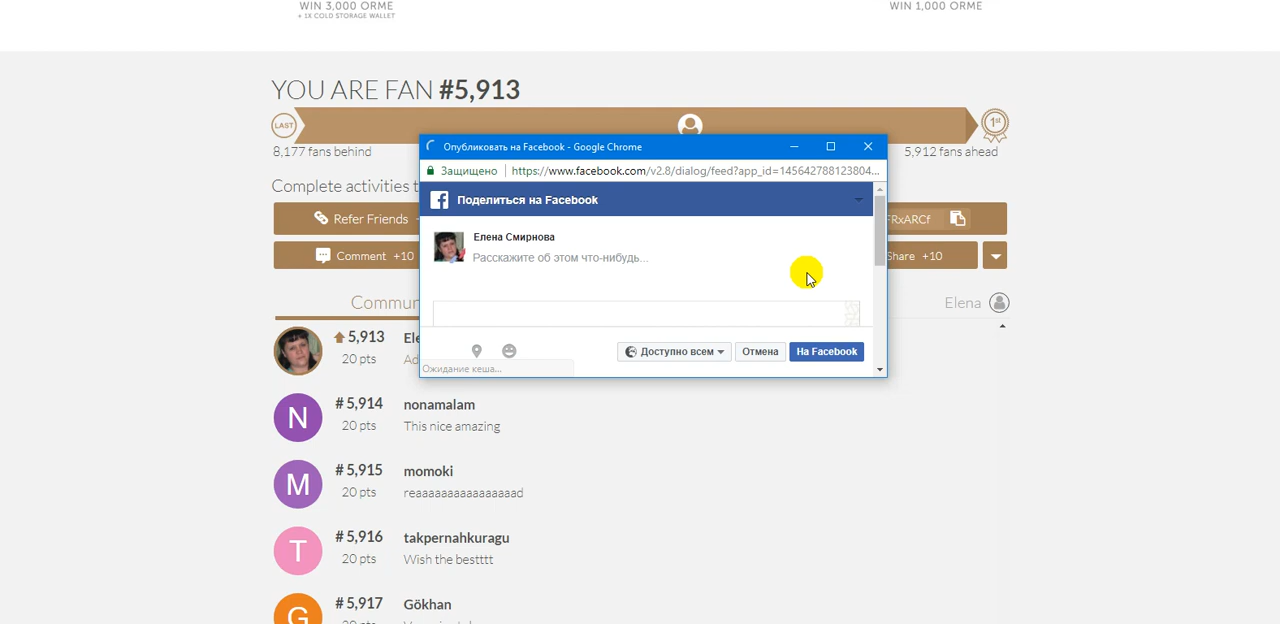 WIN 3,000 ORME
+ 1X COLD STORAGE WALLET
WIN 1,000 ORME
YOU ARE FAN #5,913
LAST
1st
8,177 fans behind
5,912 fans ahead
Опубликовать на Facebook - Google Chrome
Защищено
https://www.facebook.com/v2.8/dialog/feed?app_id=145642788123804...
Поделиться на Facebook
Елена Смирнова
Расскажите об этом что-нибудь...
Доступно всем
Отмена
На Facebook
Ожидание кеша...
Complete activities t
Refer Friends
RxARCf
Comment +10
Share +10
Commun
Elena
5,913 Ele
20 pts Ad
#5,914 nonamalam
20 pts This nice amazing
#5,915 momoki
20 pts reaaaaaaaaaaaaaaaad
#5,916 takpernahkuragu
20 pts Wish the bestttt
#5,917 Gökhan
N
M
T
G